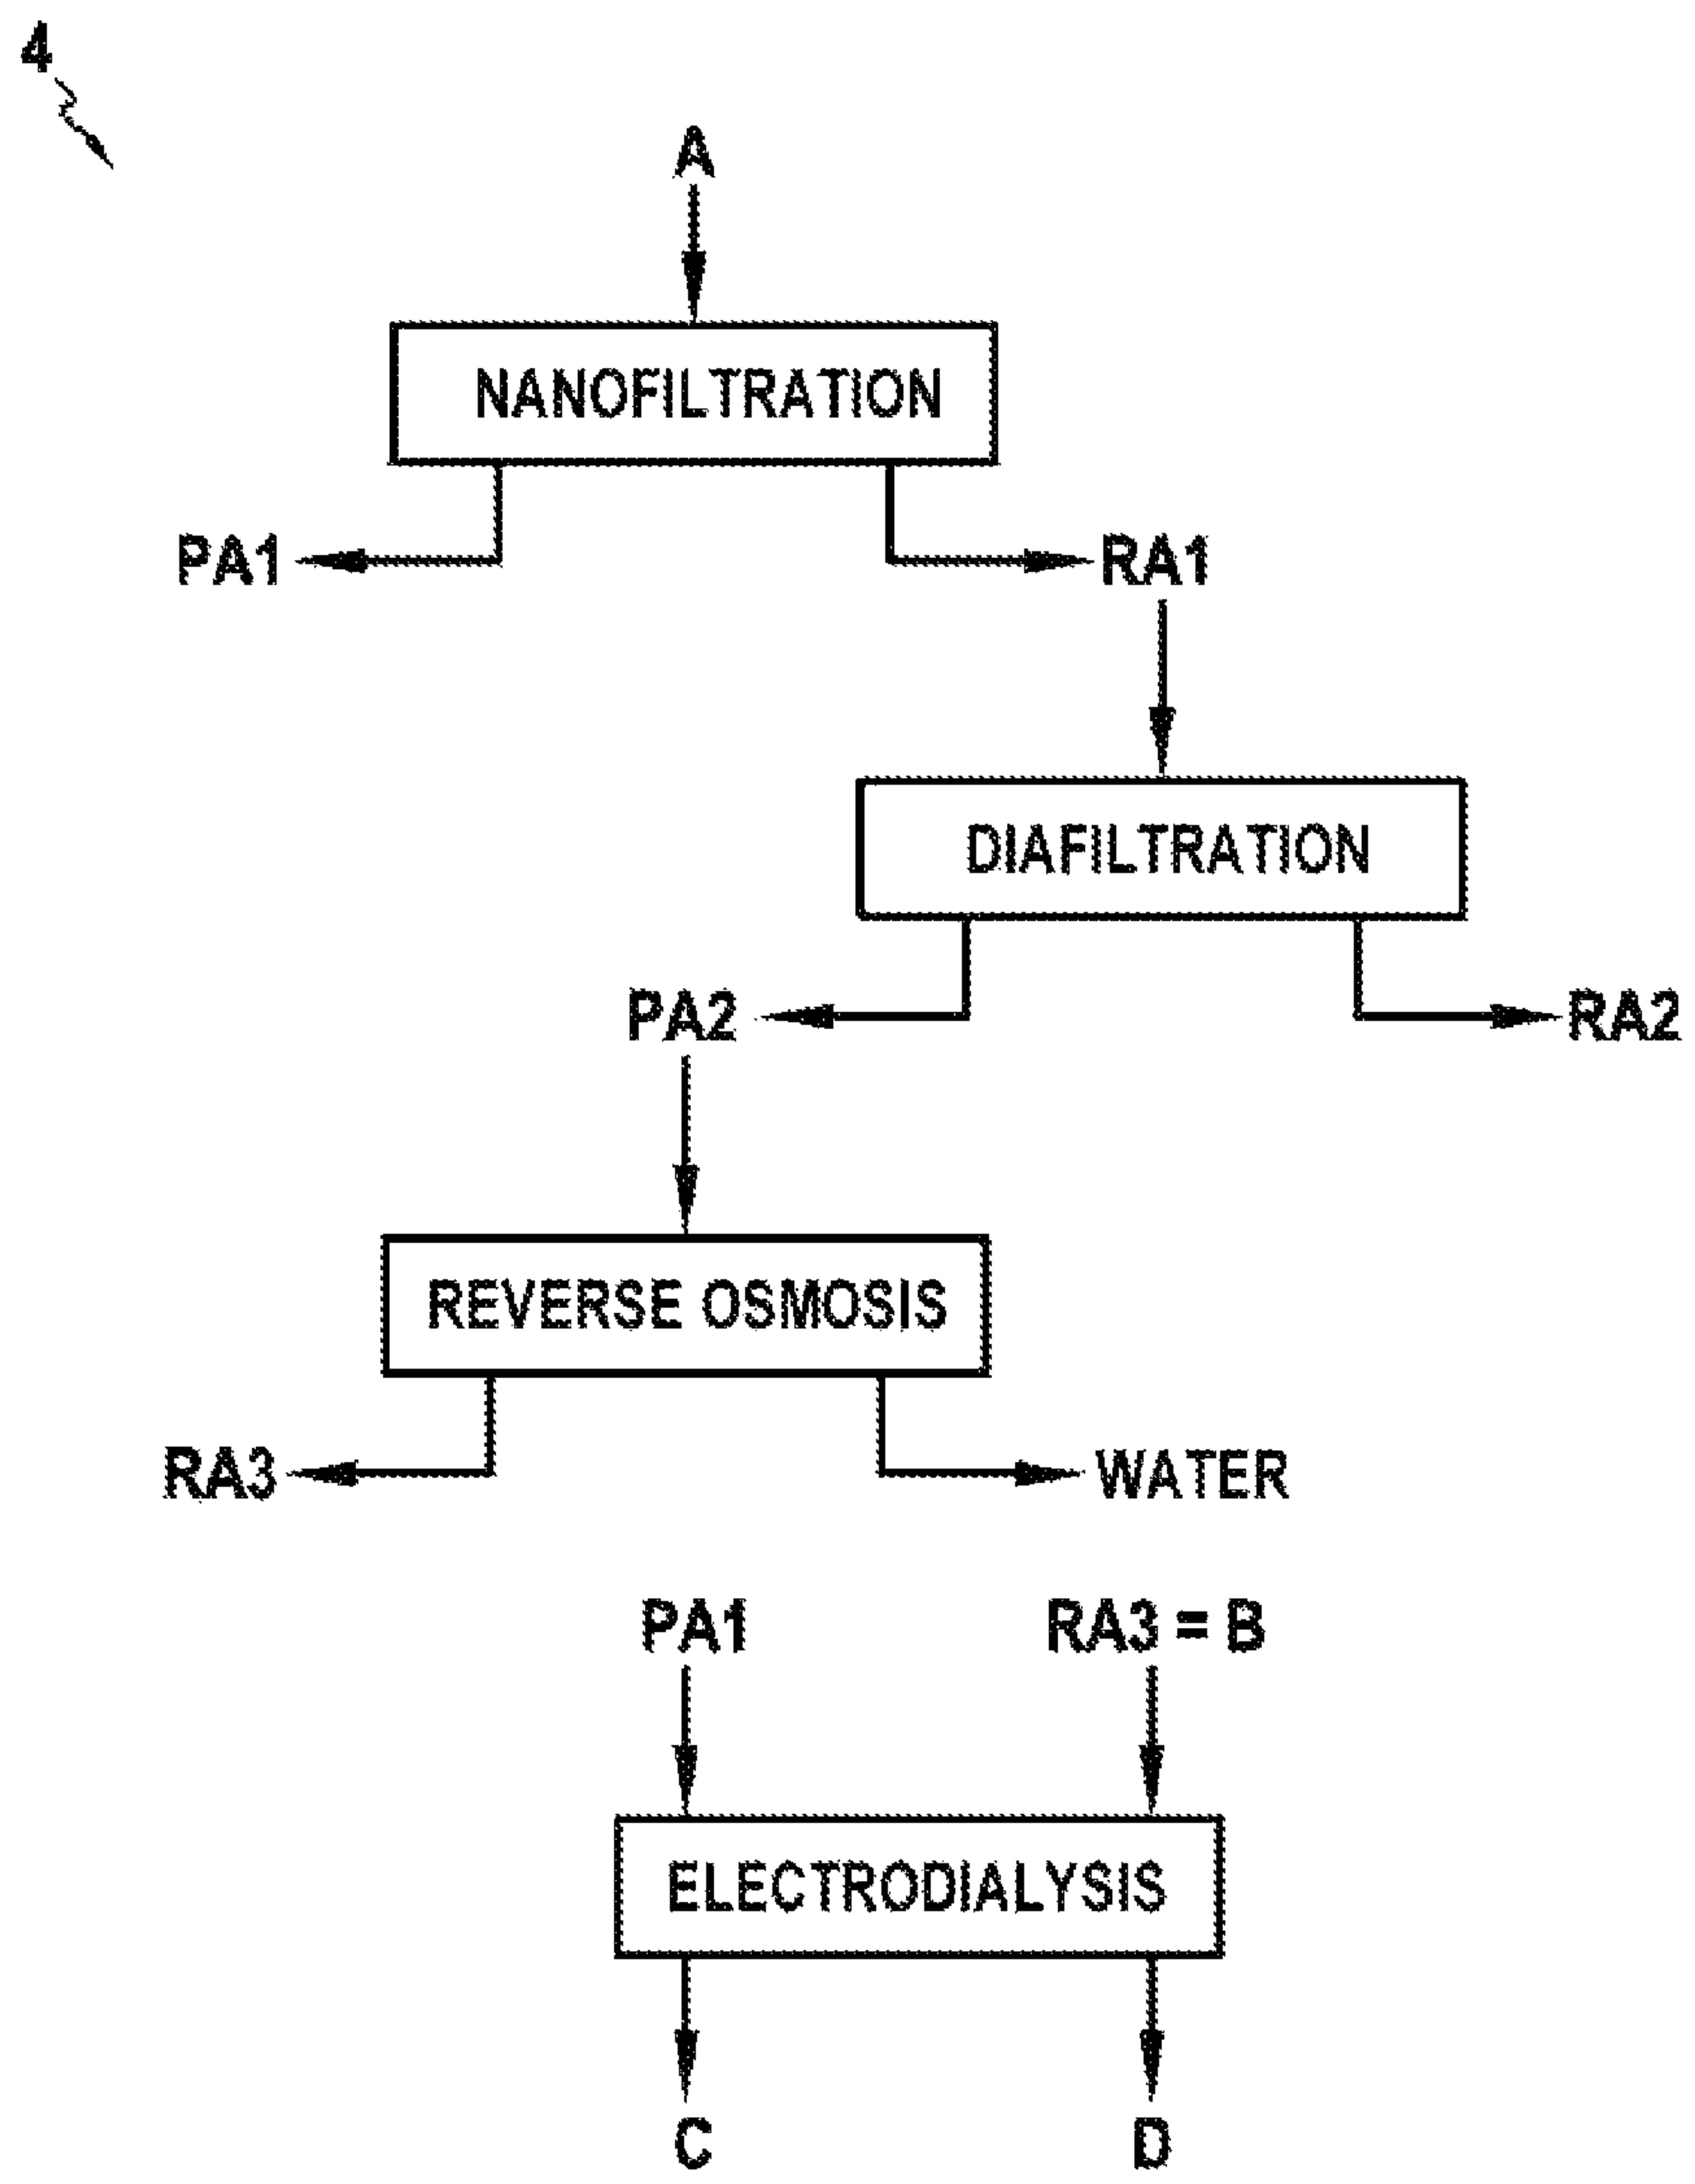 4
A
NANOFILTRATION
PA1
RA1
DIAFILTRATION
PA2
RA2
REVERSE OSMOSIS
RA3
WATER
PA1
RA3 = B
ELECTRODIALYSIS
C
D